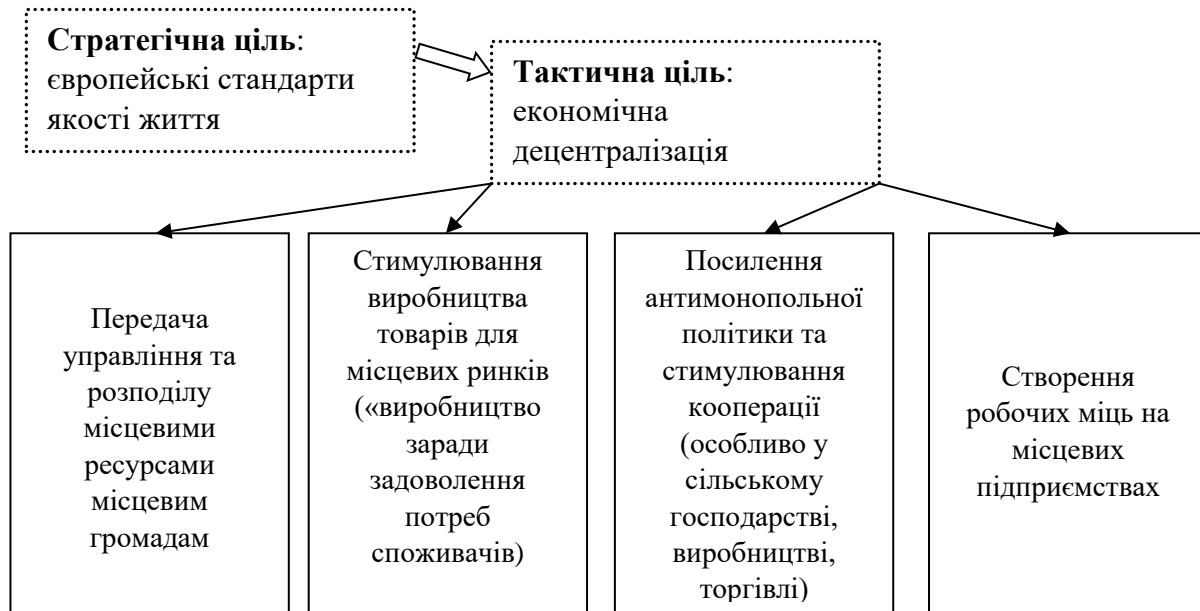 Стратегічна ціль:
європейські стандарти
якості життя
Тактична ціль:
економічна
децентралізація
Передача
управління та
розподілу
місцевими
ресурсами
місцевим
громадам
Стимулювання
виробництва
товарів для
місцевих ринків
(«виробництво
заради
задоволення
потреб
споживачів)
Посилення
антимонопольної
політики та
стимулювання
кооперації
(особливо у
сільському
господарстві,
виробництві,
торгівлі)
Створення
робочих міць на
місцевих
підприємствах